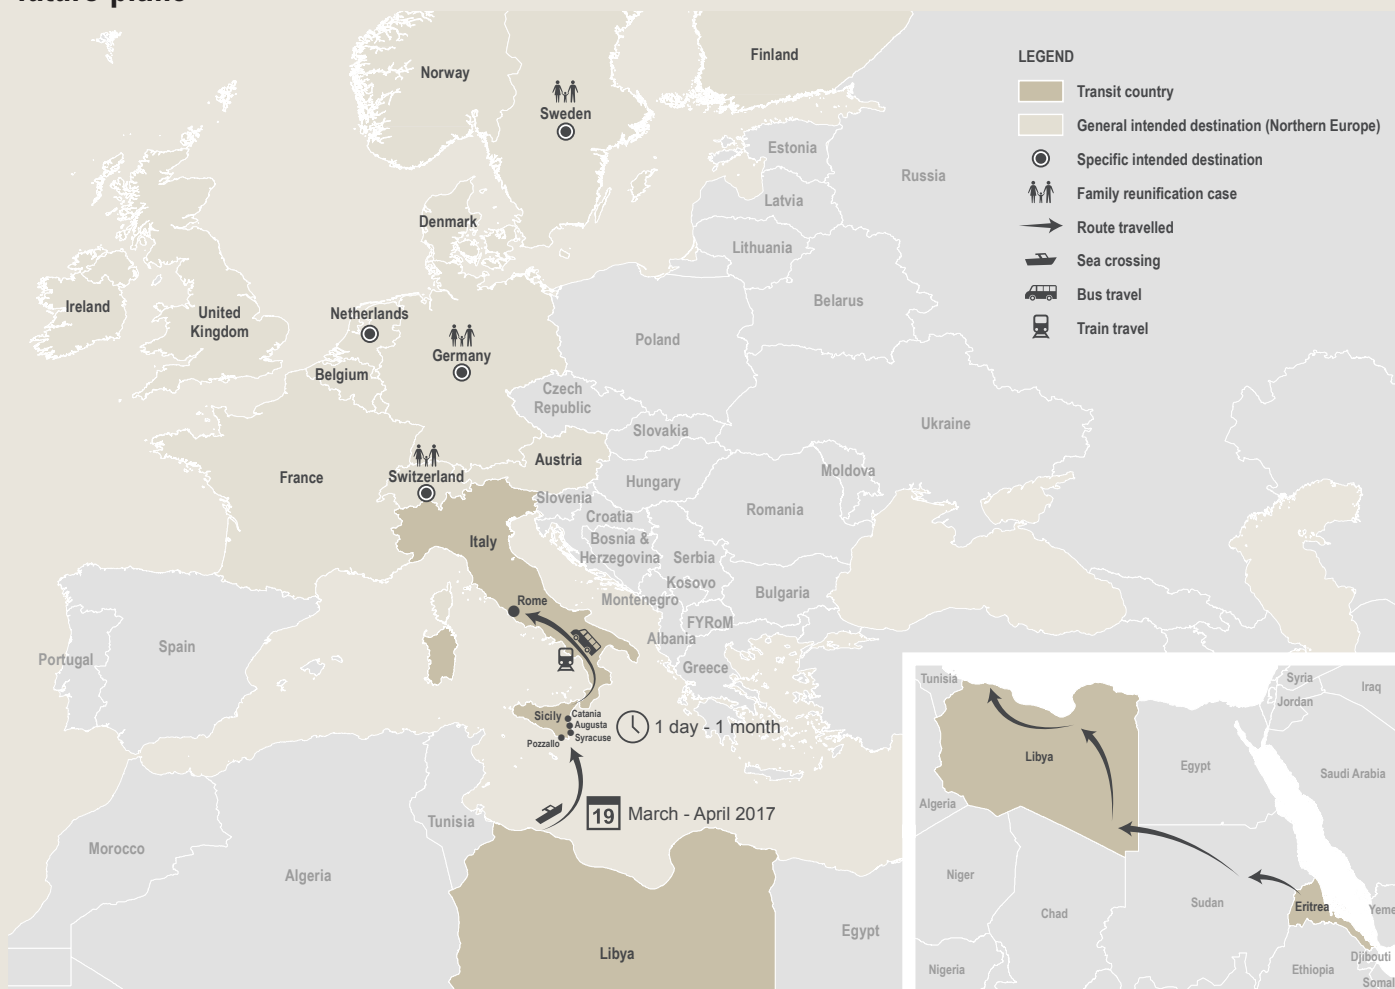 LEGEND
Transit country
General intended destination (Northern Europe)
Specific intended destination
Family reunification case
Route travelled
Sea crossing
Bus travel
Train travel
Norway
Sweden
Finland
Estonia
Russia
Latvia
Denmark
Lithuania
Ireland
United
Kingdom
Netherlands
Belarus
Germany
Poland
Belgium
Czech
Republic
Slovakia
Ukraine
Austria
France
Switzerland
Moldova
Hungary
Slovenia
Romania
Croatia
Italy
Bosnia &
Herzegovina
Serbia
Kosovo
Bulgaria
Rome
Montenegro
FYRoM
Albania
Spain
Portugal
Greece
Sicily
Catania
Augusta
Syracuse
Pozzallo
1 day - 1 month
19
March - April 2017
Tunisia
Morocco
Algeria
Libya
Egypt
Tunisia
Syria
Iraq
Jordan
Libya
Egypt
Saudi Arabia
Algeria
Niger
Chad
Sudan
Eritrea
Yeme
Nigeria
Ethiopia
Djibouti
Somal